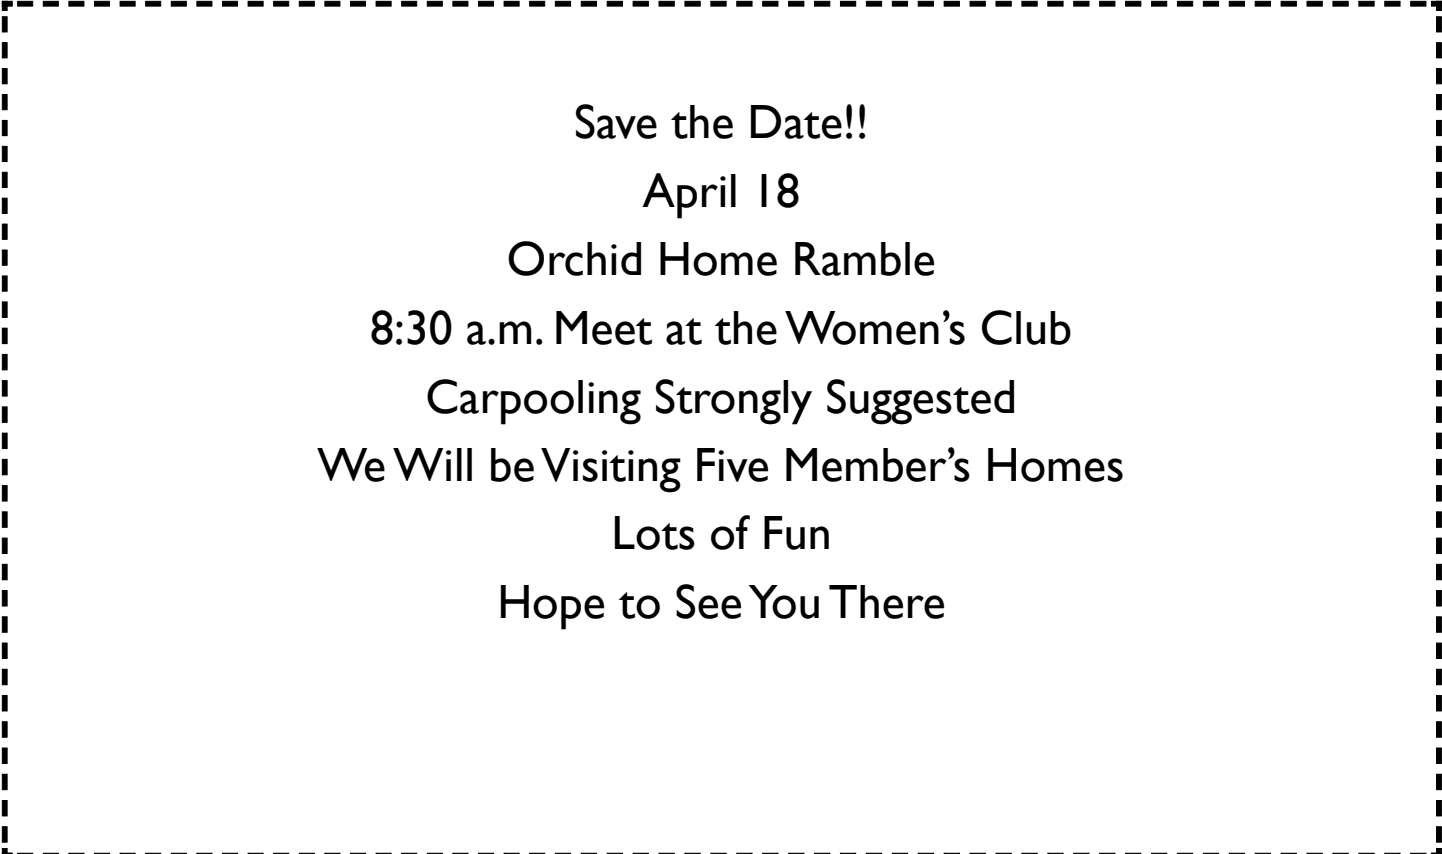 Save the Date!!
April 18
Orchid Home Ramble
8:30 a.m. Meet at the Women’s Club
Carpooling Strongly Suggested
We Will be Visiting Five Member’s Homes
Lots of Fun
Hope to See You There